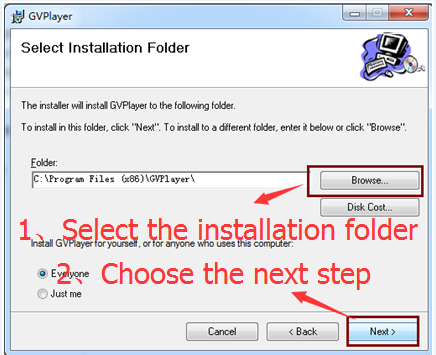 GVPlayer
Select Installation Folder
The installer will install GVPlayer to the following folder.
To install in this folder, click "Next". To install to a different folder, enter it below or click "Browse".
Folder:
C:\Program Files (x86)\GVPlayer\
Browse...
Disk Cost...
1、Select the installation folder
Install GVPlayer for yourself, or for anyone who uses this computer:
Everyone
2、Choose the next step
Just me
Cancel
< Back
Next >